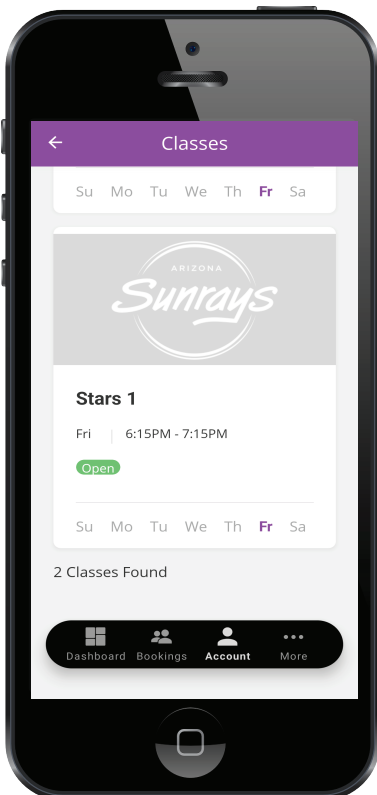 Classes
Su Mo Tu We Th Fr Sa
ARIZONA
Sunrays
Stars 1
Fri 6:15PM - 7:15PM
Open
Su Mo Tu We Th Fr Sa
2 Classes Found
Dashboard Bookings Account More